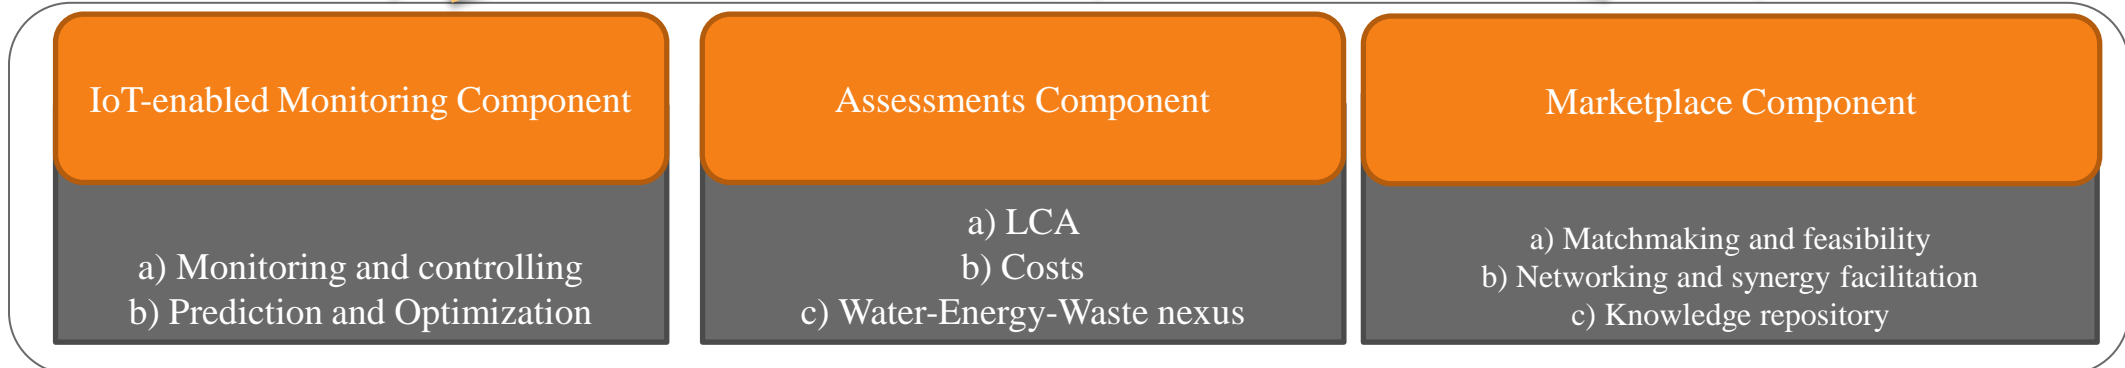 IoT-enabled Monitoring Component
a) Monitoring and controlling
b) Prediction and Optimization
Assessments Component
a) LCA
b) Costs
c) Water-Energy-Waste nexus
Marketplace Component
a) Matchmaking and feasibility
b) Networking and synergy facilitation
c) Knowledge repository